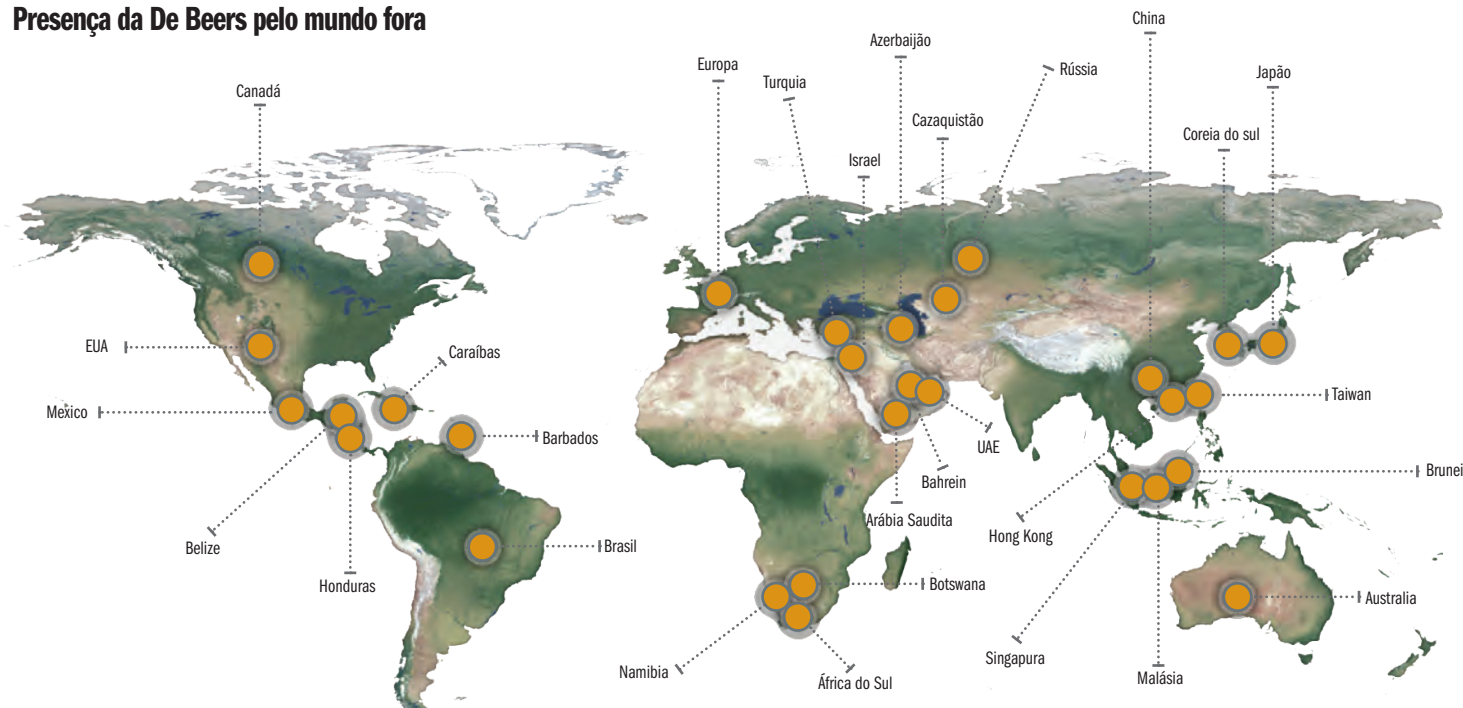 Presença da De Beers pelo mundo fora
China
Azerbaijão
Europa
Rússia
Japão
Turquia
Canadá
Cazaquistão
Coreia do sul
Israel
EUA
Caraíbas
Mexico
Taiwan
Barbados
UAE
Brunei
Bahrein
Arábia Saudita
Hong Kong
Belize
Brasil
Honduras
Botswana
Australia
Singapura
Namibia
Malásia
África do Sul